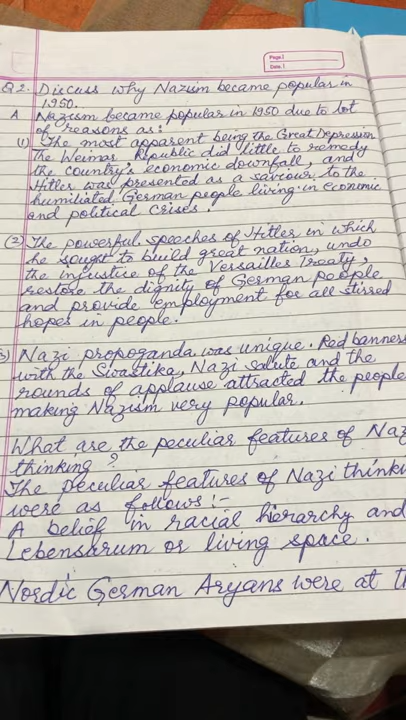 Page:
Date:
Q2. Discuss why Nazism became popular in
1950.
A Nazism became popular in 1950 due to lot
of reasons as:
(1) The most apparent being the Great Depression
The Weimar Republic did little to remedy
the country's economic downfall, and
Hitler was presented as a saviour to the
humiliated German people living in economic
and political crises.
(2) The powerful speeches of Hitler in which
he sought to build great nation, undo
the injustice of the Versailles Treaty,
restore the dignity of German people
and provide employment for all stirred
hopes in people.
3) Nazi propoganda was unique. Red banners
with the Swastika, Nazi salute and the
rounds of applause attracted the people
making Nazism very popular.
What are the peculiar features of Naz
thinking ?
The peculiar features of Nazi thinki
were as follows :-
A belief in racial hierarchy and
Lebensarum or living space.
Nordic German Aryans were at t